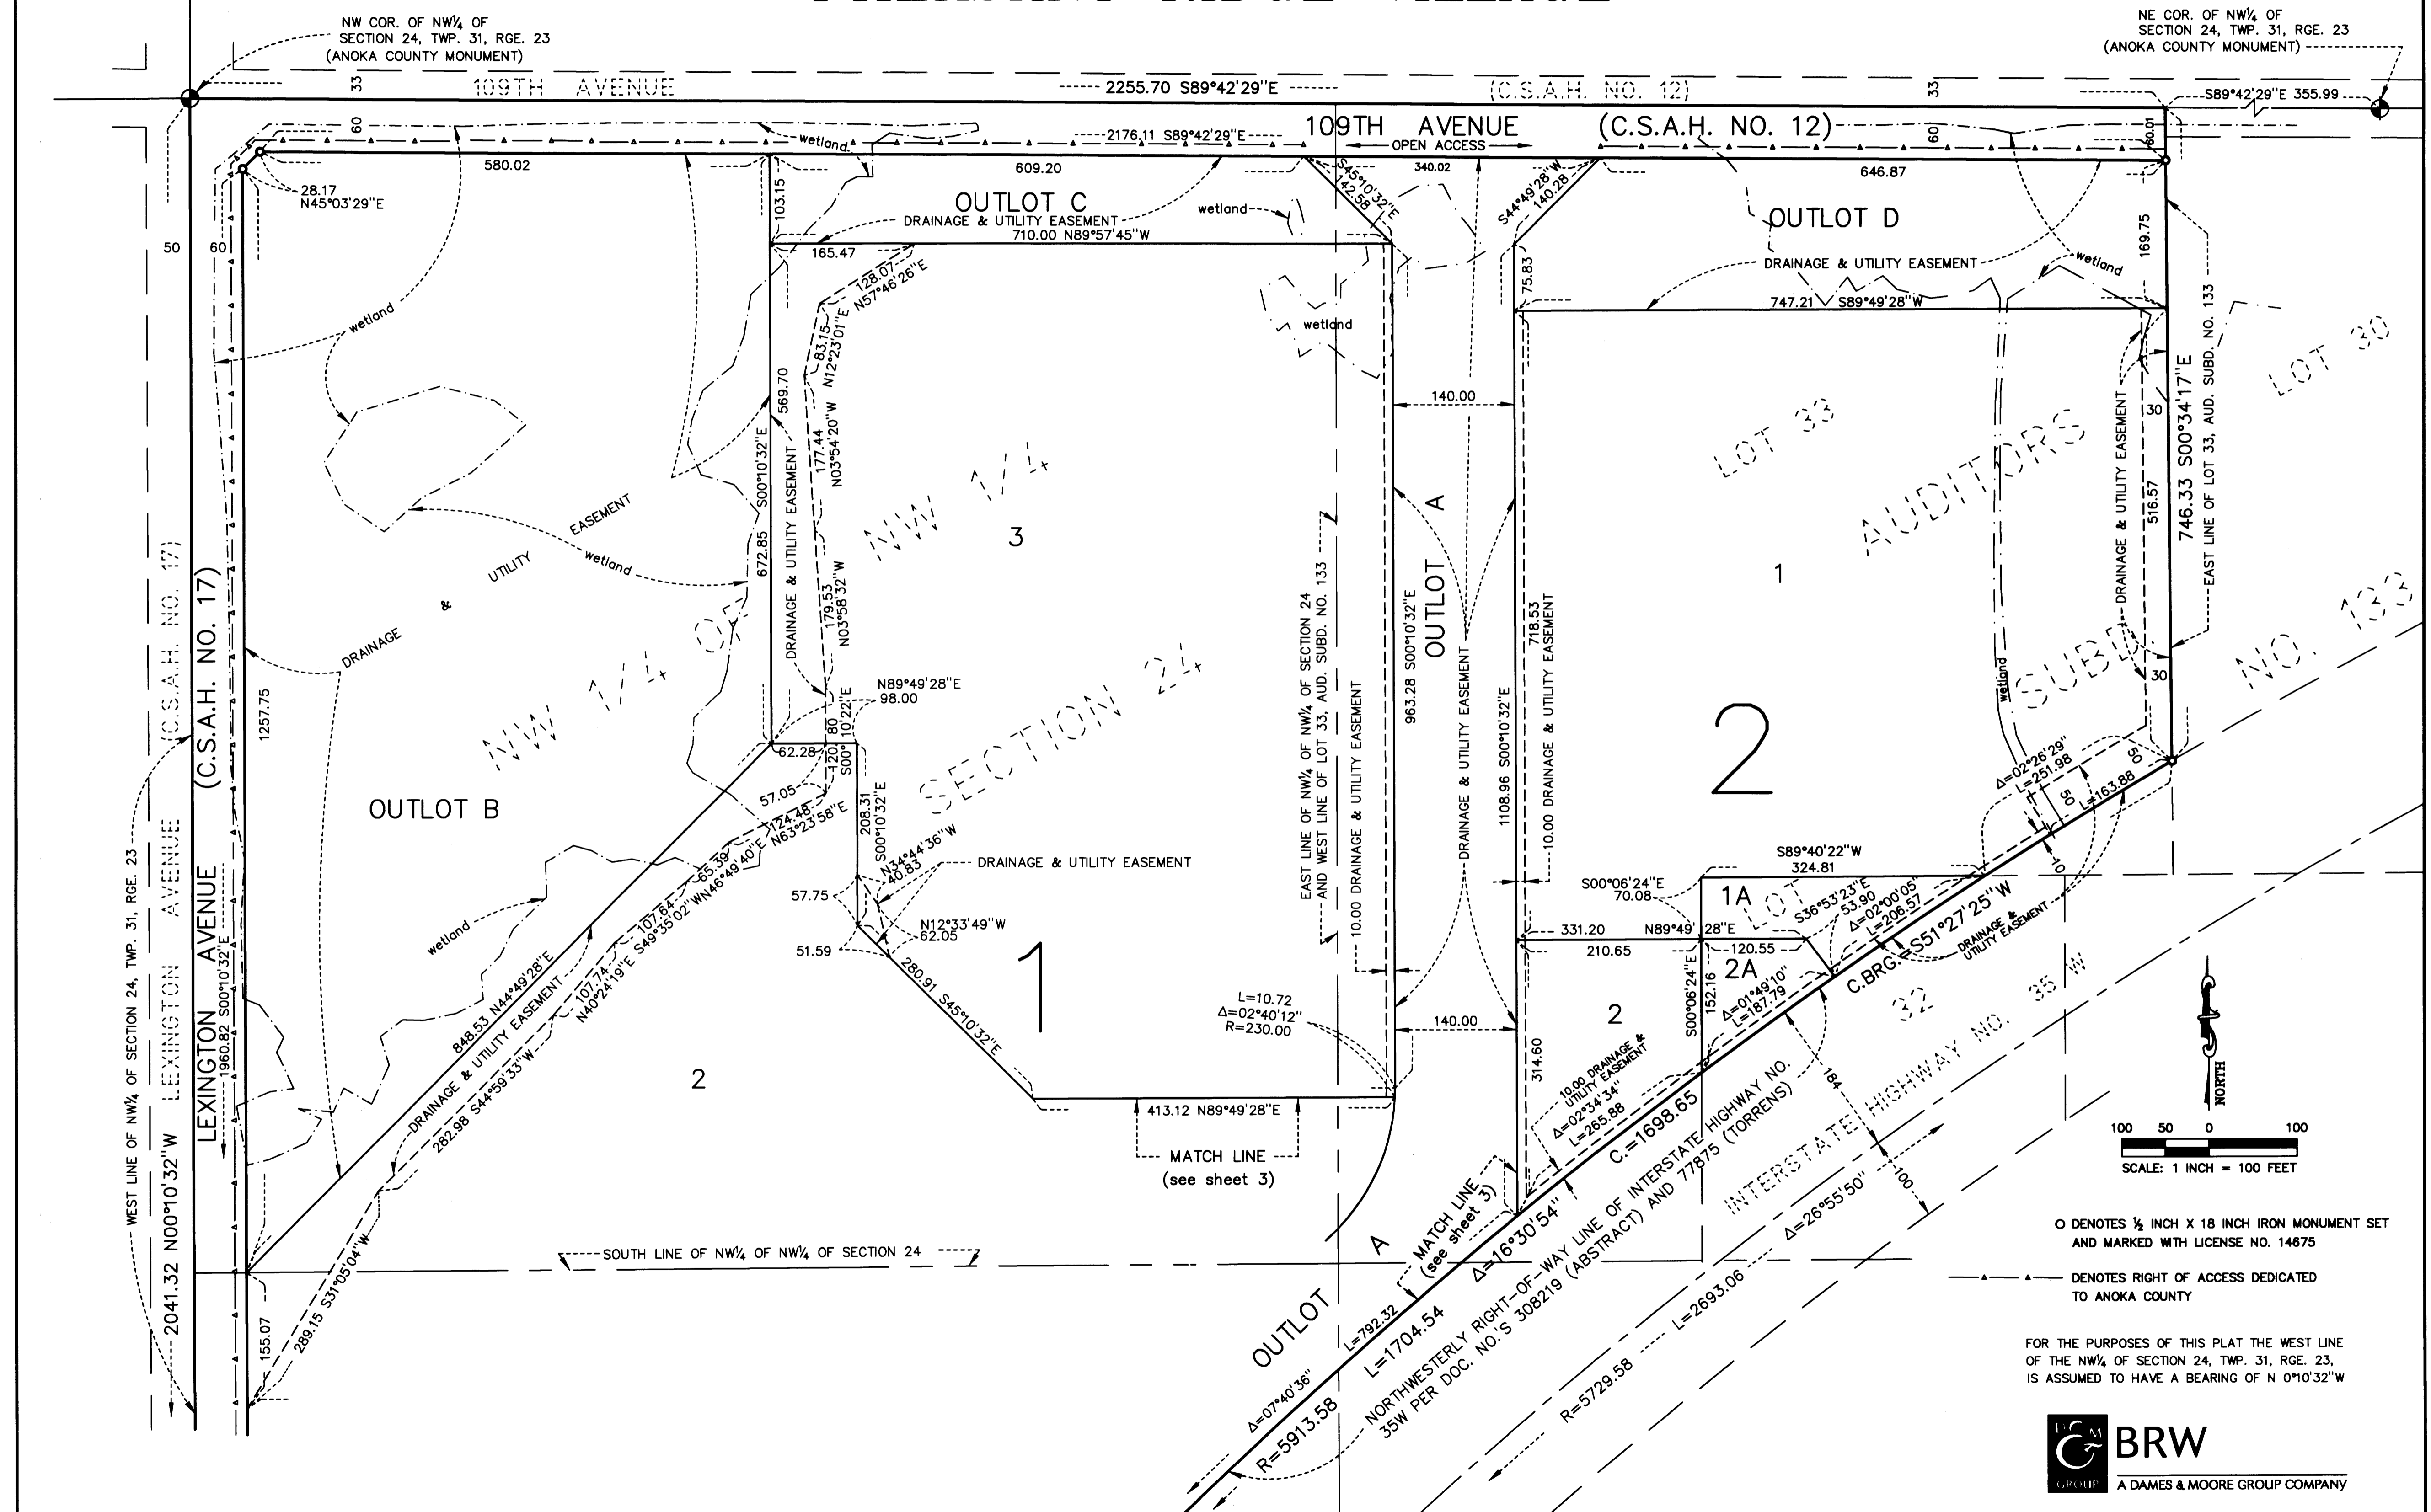 NW COR. OF NW¼ OF
SECTION 24, TWP. 31, RGE. 23
(ANOKA COUNTY MONUMENT)
NE COR. OF NW¼ OF
SECTION 24, TWP. 31, RGE. 23
(ANOKA COUNTY MONUMENT)
33
109TH AVENUE
2255.70 S89°42'29"E
(C.S.A.H. NO. 12)
33
S89°42'29"E 355.99
60
wetland
2176.11 S89°42'29"E
109TH AVENUE (C.S.A.H. NO. 12)
60
60.01
OPEN ACCESS
580.02
609.20
340.02
646.87
28.17
N45°03'29"E
50
60
103.15
OUTLOT C
DRAINAGE & UTILITY EASEMENT
710.00 N89°57'45"W
165.47
wetland
S45°10'32"E
142.58
S44°49'28"W
140.28
OUTLOT D
169.75
DRAINAGE & UTILITY EASEMENT
wetland
747.21 S89°49'28"W
75.83
128.07
N57°46'26"E
83.15
N12°23'01"E
wetland
wetland
569.70
672.85 S00°10'32"E
DRAINAGE & UTILITY EASEMENT
177.44
N03°54'20"W
179.53
N03°58'32"W
140.00
LOT 33
LOT 30
AUDITORS
SUBD.
NO. 133
30
DRAINAGE & UTILITY EASEMENT
516.57
746.33 S00°34'17"E
EAST LINE OF LOT 33, AUD. SUBD. NO. 133
30
NW 1/4
NW 1/4 OF
SECTION 24
3
1
OUTLOT A
963.28 S00°10'32"E
DRAINAGE & UTILITY EASEMENT
718.53
10.00 DRAINAGE & UTILITY EASEMENT
1108.96 S00°10'32"E
EAST LINE OF NW¼ OF NW¼ OF SECTION 24
AND WEST LINE OF LOT 33, AUD. SUBD. NO. 133
10.00 DRAINAGE & UTILITY EASEMENT
DRAINAGE & UTILITY EASEMENT
wetland
wetland
(C.S.A.H. NO. 17)
(C.S.A.H. NO. 17)
1257.75
OUTLOT B
LEXINGTON AVENUE
LEXINGTON AVENUE
1960.82 S00°10'32"E
WEST LINE OF NW¼ OF SECTION 24, TWP. 31, RGE. 23
2041.32 N00°10'32"W
N89°49'28"E
98.00
62.28
120.80
S00°10'22"E
57.05
208.31
S00°10'32"E
124.48
N63°23'58"E
65.39
N46°49'40"E
107.64
S49°35'02"W
107.74
N40°24'19"E
N34°44'36"W
40.83
DRAINAGE & UTILITY EASEMENT
57.75
N12°33'49"W
62.05
51.59
280.91 S45°10'32"E
1
2
848.53 N44°49'28"E
DRAINAGE & UTILITY EASEMENT
282.98 S44°59'33"W
wetland
2
L=10.72
Δ=02°40'12"
R=230.00
140.00
413.12 N89°49'28"E
MATCH LINE
(see sheet 3)
Δ=02°26'29"
L=251.98
50
50
L=163.88
10
S89°40'22"W
324.81
S00°06'24"E
70.08
1A
LOT
S36°53'23"E
53.90
Δ=02°00'05"
L=206.57
331.20 N89°49'28"E
210.65
120.55
C.BRG.=S51°27'25"W
DRAINAGE &
UTILITY EASEMENT
2A
2
S00°06'24"E
152.16
Δ=01°49'10"
L=187.79
32
35 W
314.60
10.00 DRAINAGE &
UTILITY EASEMENT
Δ=02°34'34"
L=265.88
C.=1698.65
184
100
INTERSTATE HIGHWAY NO.
MATCH LINE
(see sheet 3)
Δ=16°30'54"
NORTHWESTERLY RIGHT-OF-WAY LINE OF INTERSTATE HIGHWAY NO.
35W PER DOC. NO.'S 308219 (ABSTRACT) AND 77875 (TORRENS)
Δ=26°55'50"
L=2693.06
R=5729.58
SOUTH LINE OF NW¼ OF NW¼ OF SECTION 24
OUTLOT A
L=792.32
L=1704.54
Δ=07°40'36"
R=5913.58
155.07
289.15 S31°05'04"W
NORTH
100 50 0 100
SCALE: 1 INCH = 100 FEET
O DENOTES ½ INCH X 18 INCH IRON MONUMENT SET
AND MARKED WITH LICENSE NO. 14675
DENOTES RIGHT OF ACCESS DEDICATED
TO ANOKA COUNTY
FOR THE PURPOSES OF THIS PLAT THE WEST LINE
OF THE NW¼ OF SECTION 24, TWP. 31, RGE. 23,
IS ASSUMED TO HAVE A BEARING OF N 0°10'32"W
GROUP
BRW
A DAMES & MOORE GROUP COMPANY